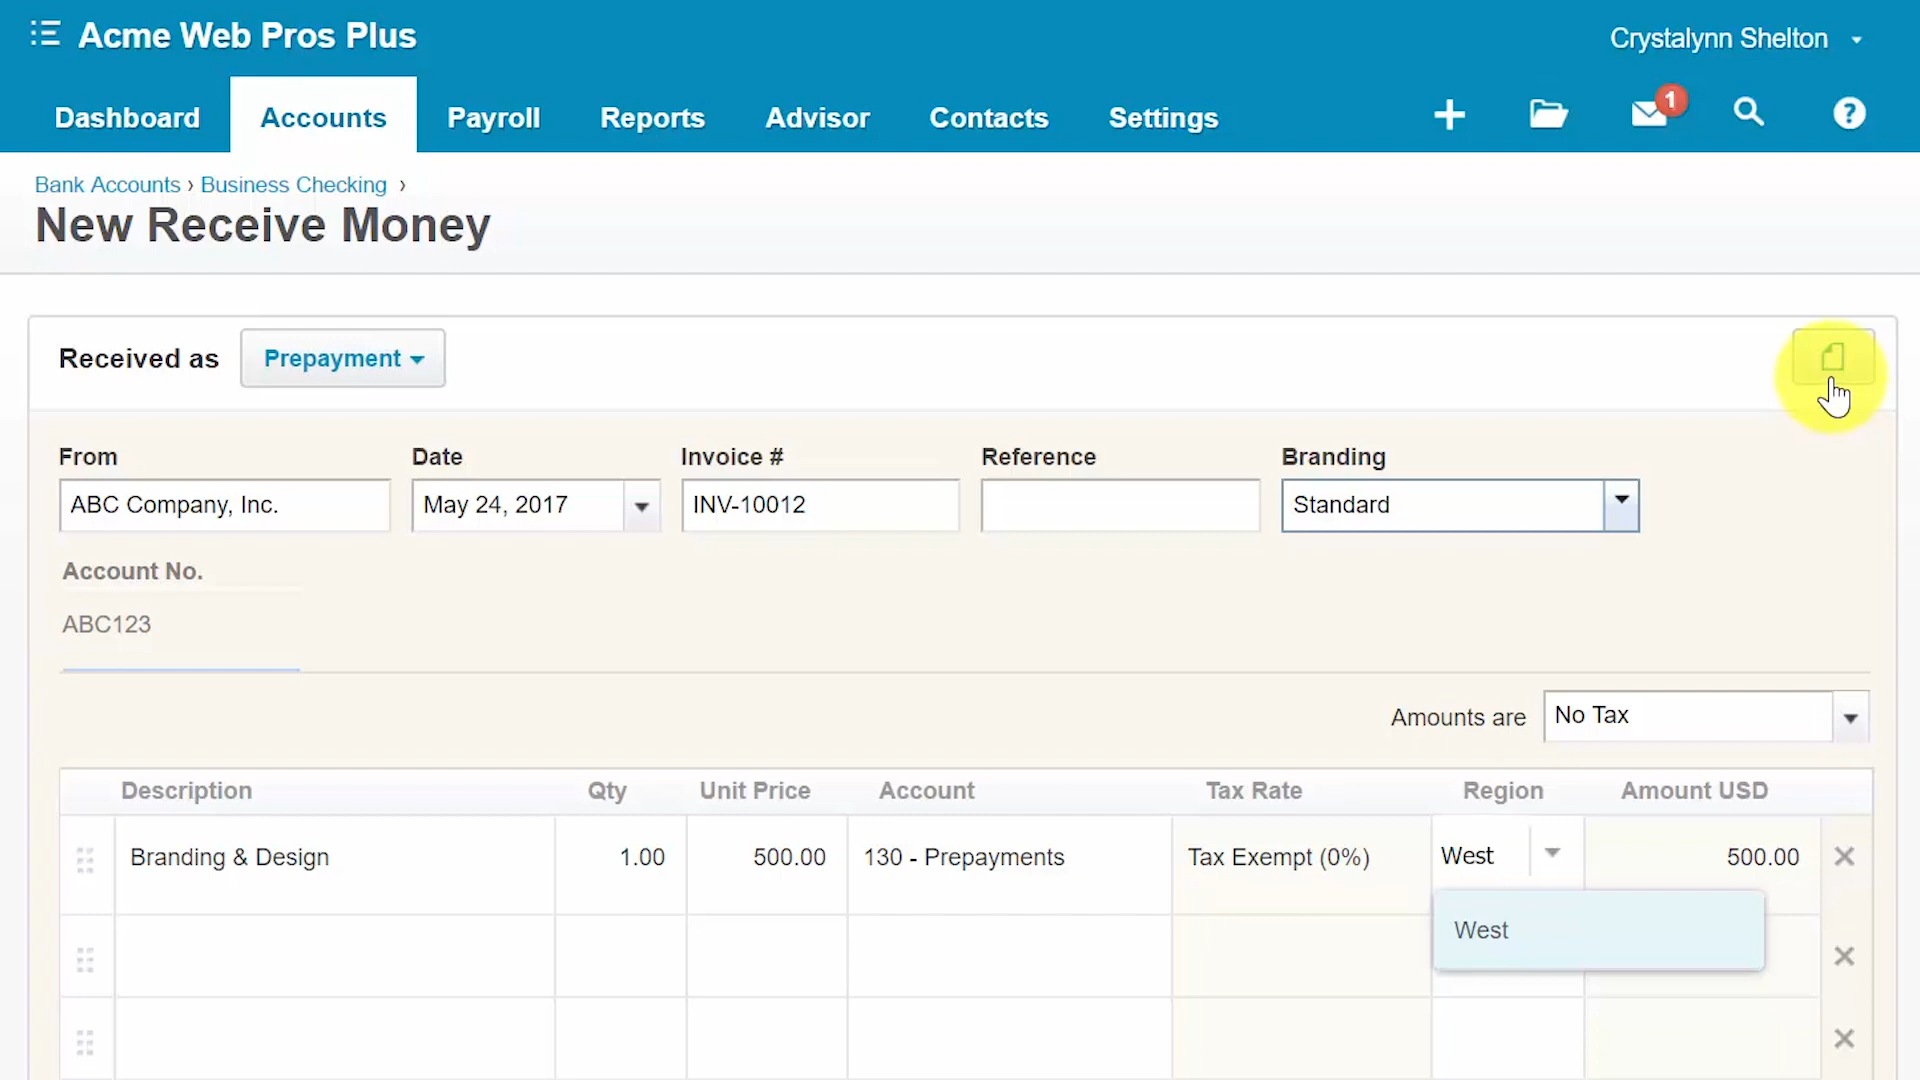 Acme Web Pros Plus
Crystalynn Shelton
Dashboard Accounts Payroll Reports Advisor Contacts Settings 1 ?
Bank Accounts › Business Checking ›
New Receive Money
Received as Prepayment
From Date Invoice # Reference Branding
ABC Company, Inc. May 24, 2017 INV-10012 Standard
Account No.
ABC123
Amounts are No Tax
Description Qty Unit Price Account Tax Rate Region Amount USD
Branding & Design 1.00 500.00 130 - Prepayments Tax Exempt (0%) West 500.00
West